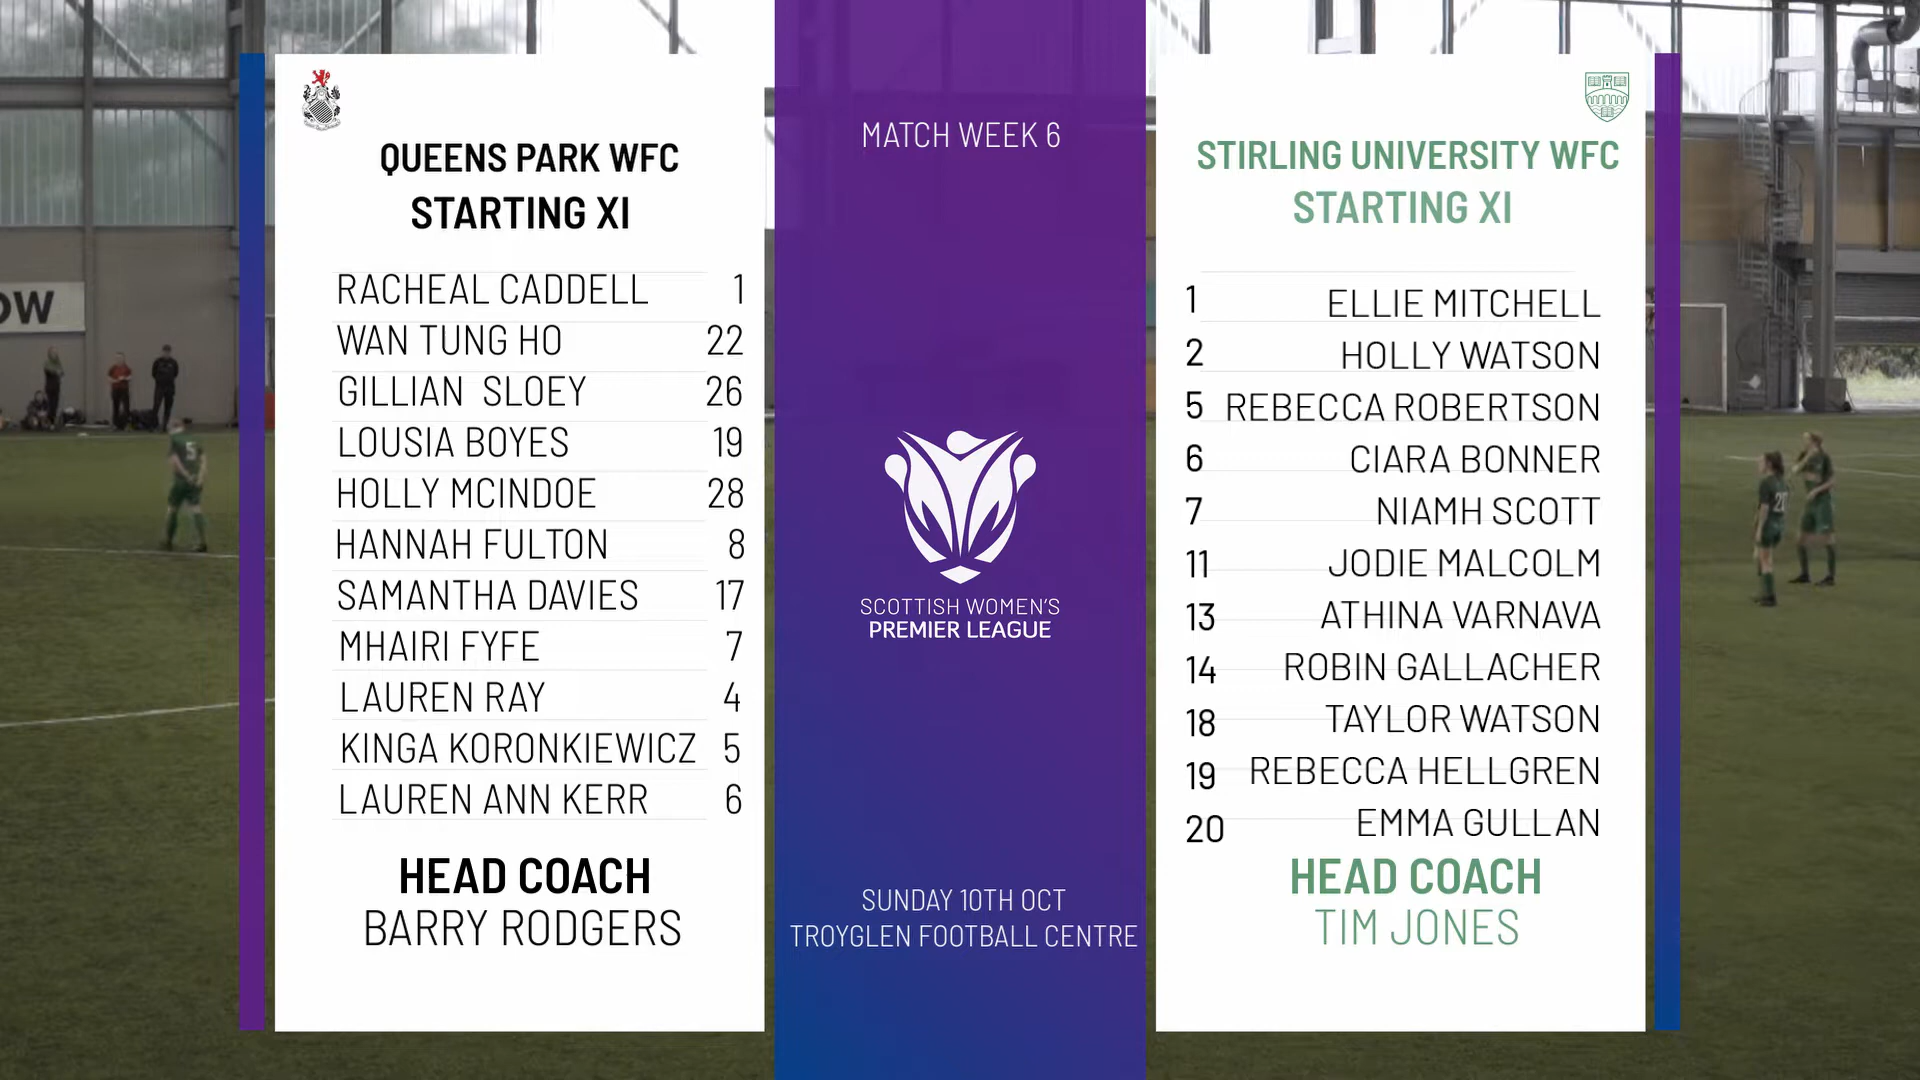 QUEENS PARK WFC
STARTING XI
RACHEAL CADDELL 1
WAN TUNG HO 22
GILLIAN SLOEY 26
LOUSIA BOYES 19
HOLLY MCINDOE 28
HANNAH FULTON 8
SAMANTHA DAVIES 17
MHAIRI FYFE 7
LAUREN RAY 4
KINGA KORONKIEWICZ 5
LAUREN ANN KERR 6
HEAD COACH
BARRY RODGERS
MATCH WEEK 6
SCOTTISH WOMEN'S
PREMIER LEAGUE
SUNDAY 10TH OCT
TROYGLEN FOOTBALL CENTRE
STIRLING UNIVERSITY WFC
STARTING XI
1 ELLIE MITCHELL
2 HOLLY WATSON
5 REBECCA ROBERTSON
6 CIARA BONNER
7 NIAMH SCOTT
11 JODIE MALCOLM
13 ATHINA VARNAVA
14 ROBIN GALLACHER
18 TAYLOR WATSON
19 REBECCA HELLGREN
20 EMMA GULLAN
HEAD COACH
TIM JONES
OW
5
20